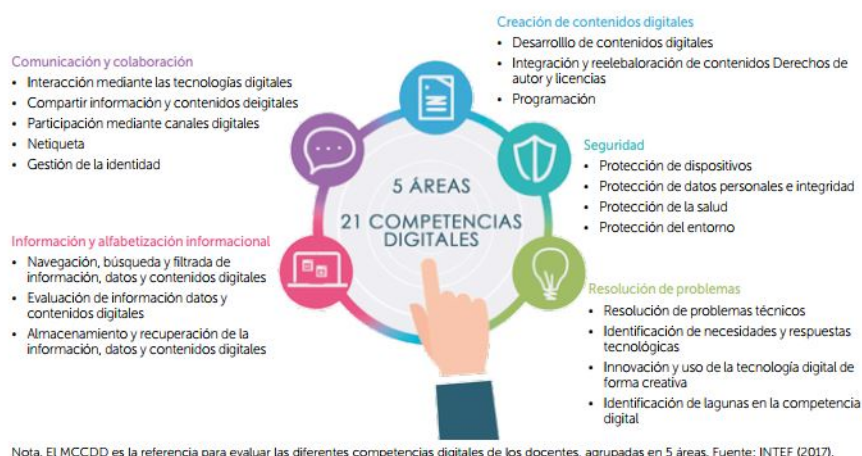 Comunicación y colaboración
• Interacción mediante las tecnologías digitales
• Compartir información y contenidos deigitales
• Participación mediante canales digitales
• Netiqueta
• Gestión de la identidad
Información y alfabetización informacional
• Navegación, búsqueda y filtrada de
información, datos y contenidos digitales
• Evaluación de información datos y
contenidos digitales
• Almacenamiento y recuperación de la
información, datos y contenidos digitales
5 ÁREAS
21 COMPETENCIAS
DIGITALES
Creación de contenidos digitales
• Desarrolllo de contenidos digitales
• Integración y reelebaloración de contenidos Derechos de
autor y licencias
• Programación
Seguridad
• Protección de dispositivos
• Protección de datos personales e integridad
• Protección de la salud
• Protección del entorno
Resolución de problemas
• Resolución de problemas técnicos
• Identificación de necesidades y respuestas
tecnológicas
• Innovación y uso de la tecnología digital de
forma creativa
• Identificación de lagunas en la competencia
digital
Nota. El MCCDD es la referencia para evaluar las diferentes competencias digitales de los docentes, agrupadas en 5 áreas. Fuente: INTEF (2017).